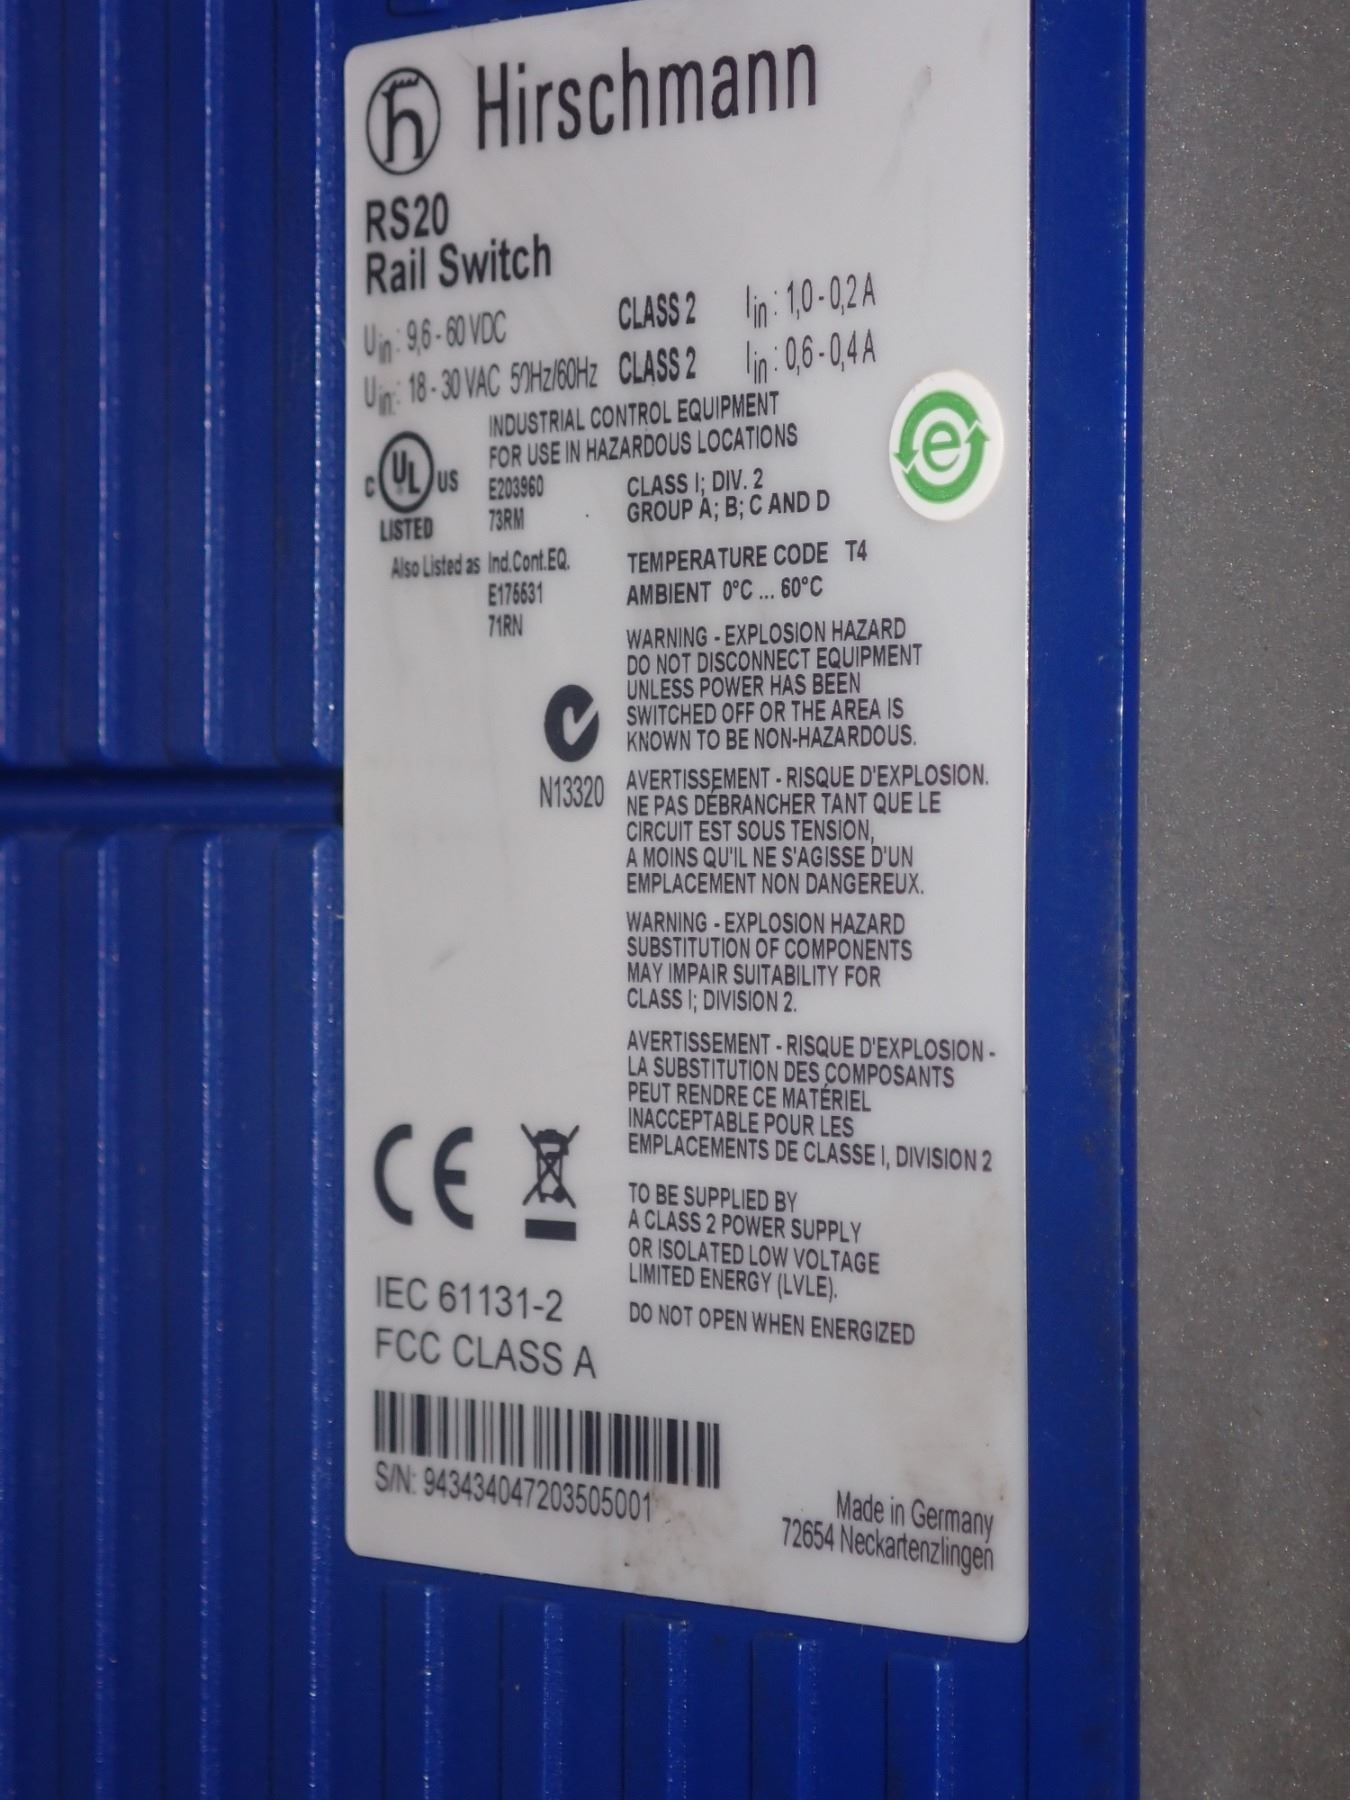 Hirschmann
RS20
Rail Switch
Uin: 9,6 - 60 VDC CLASS 2 Iin: 1,0 - 0,2 A
Uin: 18 - 30 VAC 50Hz/60Hz CLASS 2 Iin: 0,6 - 0,4 A
INDUSTRIAL CONTROL EQUIPMENT
FOR USE IN HAZARDOUS LOCATIONS
C UL US
LISTED
E203960
73RM
CLASS I; DIV. 2
GROUP A; B; C AND D
e
Also Listed as Ind.Cont.EQ.
E175531
71RN
TEMPERATURE CODE T4
AMBIENT 0°C ... 60°C
WARNING - EXPLOSION HAZARD
DO NOT DISCONNECT EQUIPMENT
UNLESS POWER HAS BEEN
SWITCHED OFF OR THE AREA IS
KNOWN TO BE NON-HAZARDOUS.
N13320
AVERTISSEMENT - RISQUE D'EXPLOSION.
NE PAS DÉBRANCHER TANT QUE LE
CIRCUIT EST SOUS TENSION,
A MOINS QU'IL NE S'AGISSE D'UN
EMPLACEMENT NON DANGEREUX.
WARNING - EXPLOSION HAZARD
SUBSTITUTION OF COMPONENTS
MAY IMPAIR SUITABILITY FOR
CLASS I; DIVISION 2.
AVERTISSEMENT - RISQUE D'EXPLOSION -
LA SUBSTITUTION DES COMPOSANTS
PEUT RENDRE CE MATÉRIEL
INACCEPTABLE POUR LES
EMPLACEMENTS DE CLASSE I, DIVISION 2
TO BE SUPPLIED BY
A CLASS 2 POWER SUPPLY
OR ISOLATED LOW VOLTAGE
LIMITED ENERGY (LVLE).
DO NOT OPEN WHEN ENERGIZED
CE
IEC 61131-2
FCC CLASS A
S/N: 943434047203505001
Made in Germany
72654 Neckartenzlingen